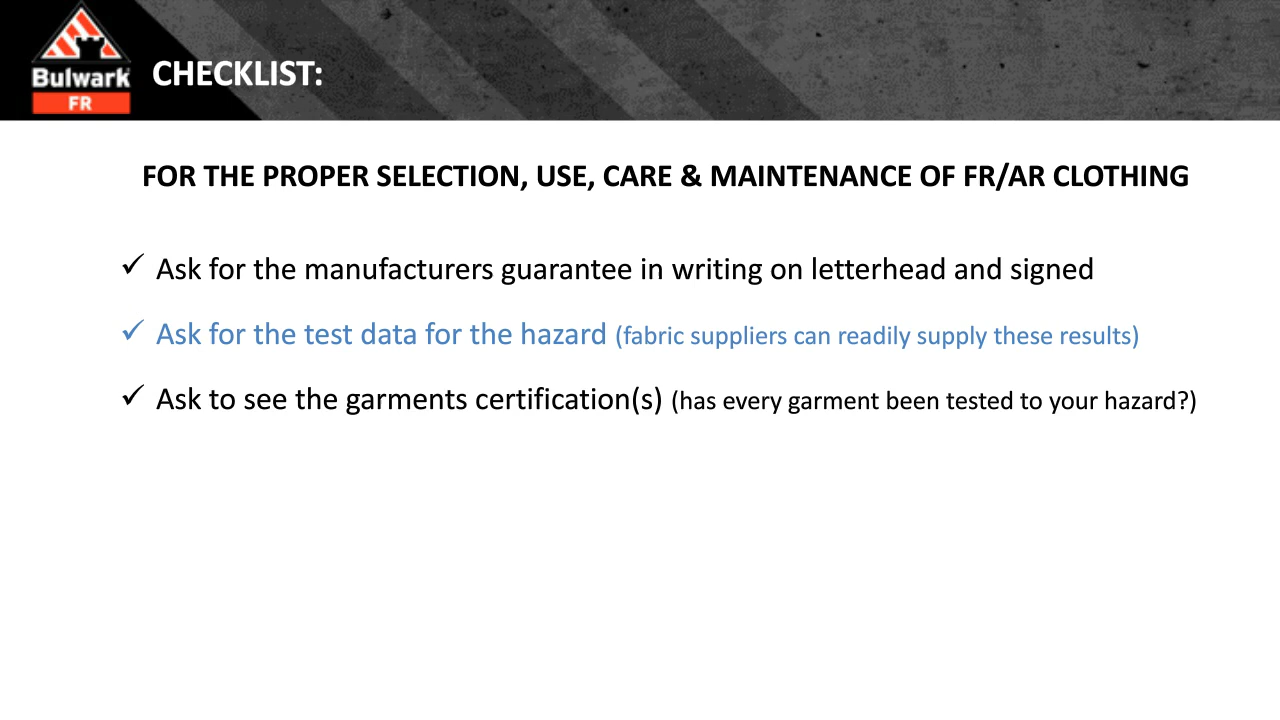 Bulwark
FR
CHECKLIST:
FOR THE PROPER SELECTION, USE, CARE & MAINTENANCE OF FR/AR CLOTHING
✓ Ask for the manufacturers guarantee in writing on letterhead and signed
✓ Ask for the test data for the hazard (fabric suppliers can readily supply these results)
✓ Ask to see the garments certification(s) (has every garment been tested to your hazard?)